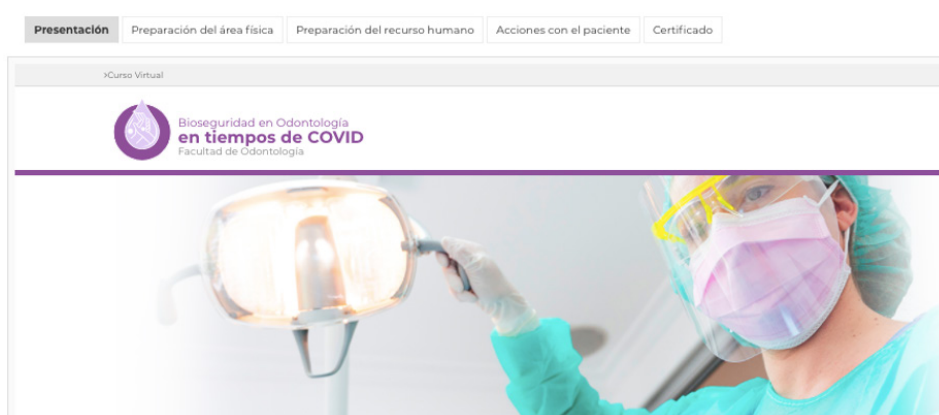 Presentación
Preparación del área física
Preparación del recurso humano
Acciones con el paciente
Certificado
>Curso Virtual
Bioseguridad en Odontología
en tiempos de COVID
Facultad de Odontología